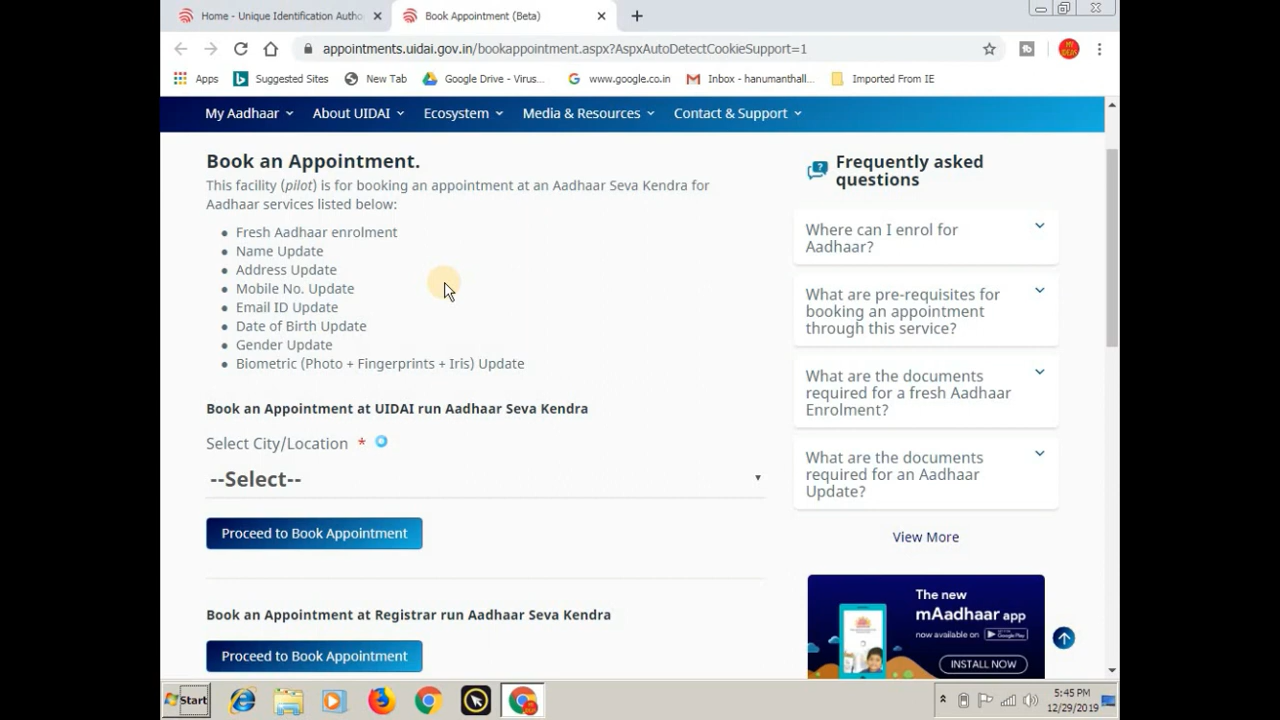 Home - Unique Identification Autho
Book Appointment (Beta)
appointments.uidai.gov.in/bookappointment.aspx?AspxAutoDetectCookieSupport=1
Apps
Suggested Sites
New Tab
Google Drive - Virus...
www.google.co.in
Inbox - hanumanthall...
Imported From IE
My Aadhaar
About UIDAI
Ecosystem
Media & Resources
Contact & Support
Book an Appointment.
This facility (pilot) is for booking an appointment at an Aadhaar Seva Kendra for
Aadhaar services listed below:
Fresh Aadhaar enrolment
Name Update
Address Update
Mobile No. Update
Email ID Update
Date of Birth Update
Gender Update
Biometric (Photo + Fingerprints + Iris) Update
Book an Appointment at UIDAI run Aadhaar Seva Kendra
Select City/Location *
--Select--
Proceed to Book Appointment
Book an Appointment at Registrar run Aadhaar Seva Kendra
Proceed to Book Appointment
Frequently asked
questions
Where can I enrol for
Aadhaar?
What are pre-requisites for
booking an appointment
through this service?
What are the documents
required for a fresh Aadhaar
Enrolment?
What are the documents
required for an Aadhaar
Update?
View More
The new
mAadhaar app
now available on Google Play
INSTALL NOW
Start
5:45 PM
12/29/2019